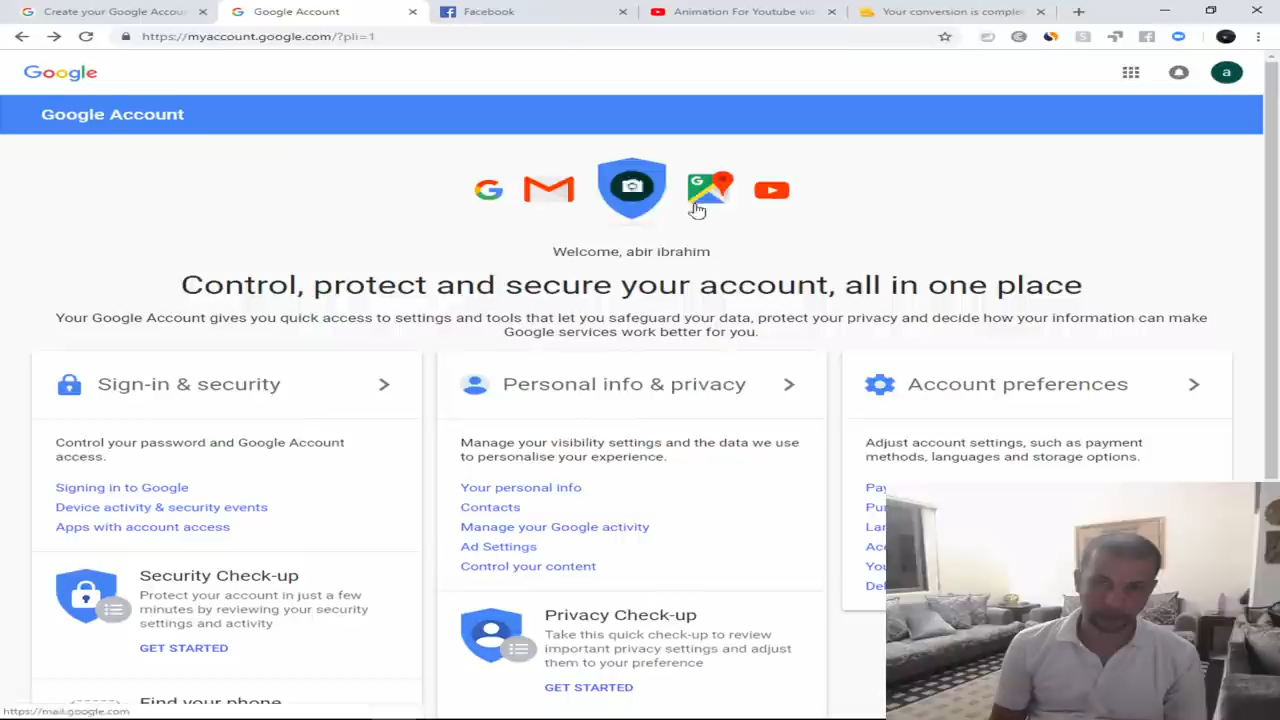 Create your Google Accou
Google Account
Facebook
Animation For Youtube vid
Your conversion is comple
https://myaccount.google.com/?pli=1
Google
a
Google Account
Welcome, abir ibrahim
Control, protect and secure your account, all in one place
Your Google Account gives you quick access to settings and tools that let you safeguard your data, protect your privacy and decide how your information can make
Google services work better for you.
Sign-in & security
Control your password and Google Account
access.
Signing in to Google
Device activity & security events
Apps with account access
Security Check-up
Protect your account in just a few
minutes by reviewing your security
settings and activity
GET STARTED
Find your phone
Personal info & privacy
Manage your visibility settings and the data we use
to personalise your experience.
Your personal info
Contacts
Manage your Google activity
Ad Settings
Control your content
Privacy Check-up
Take this quick check-up to review
important privacy settings and adjust
them to your preference
GET STARTED
Account preferences
Adjust account settings, such as payment
methods, languages and storage options.
Pay
Pur
Lan
Acc
You
Del
https://mail.google.com